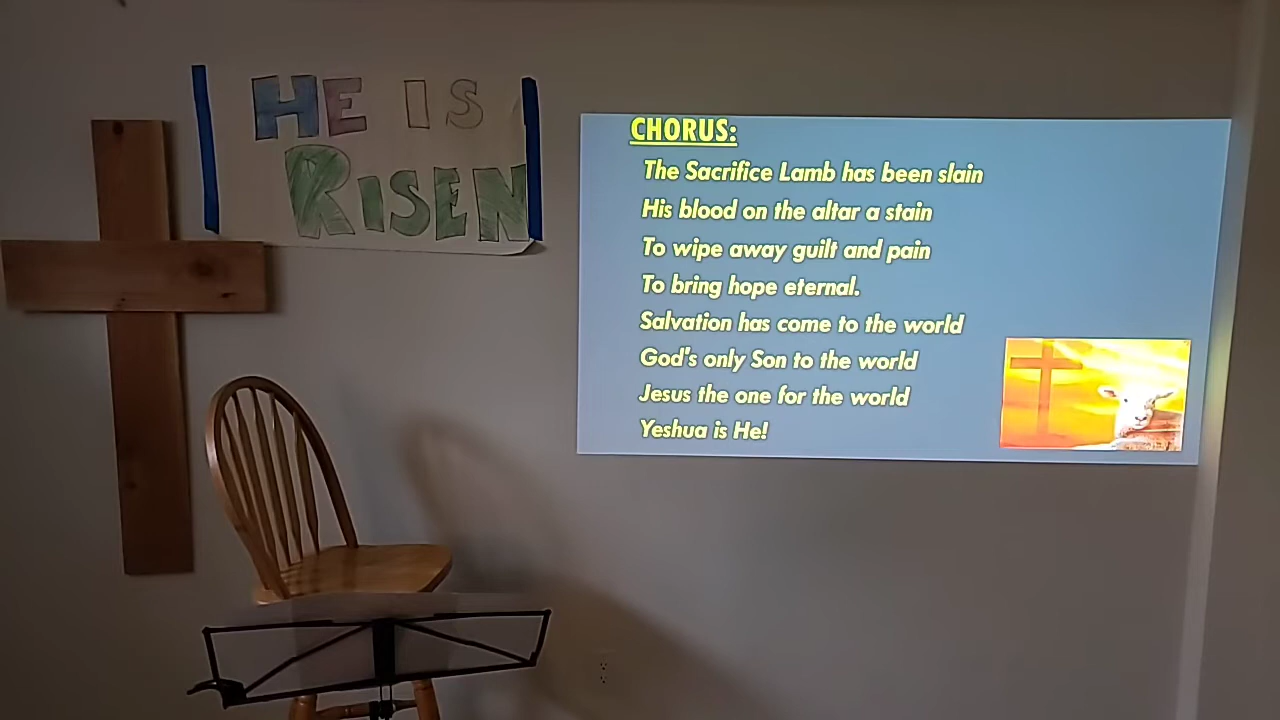 HE IS
RISEN
CHORUS:
The Sacrifice Lamb has been slain
His blood on the altar a stain
To wipe away guilt and pain
To bring hope eternal.
Salvation has come to the world
God's only Son to the world
Jesus the one for the world
Yeshua is He!